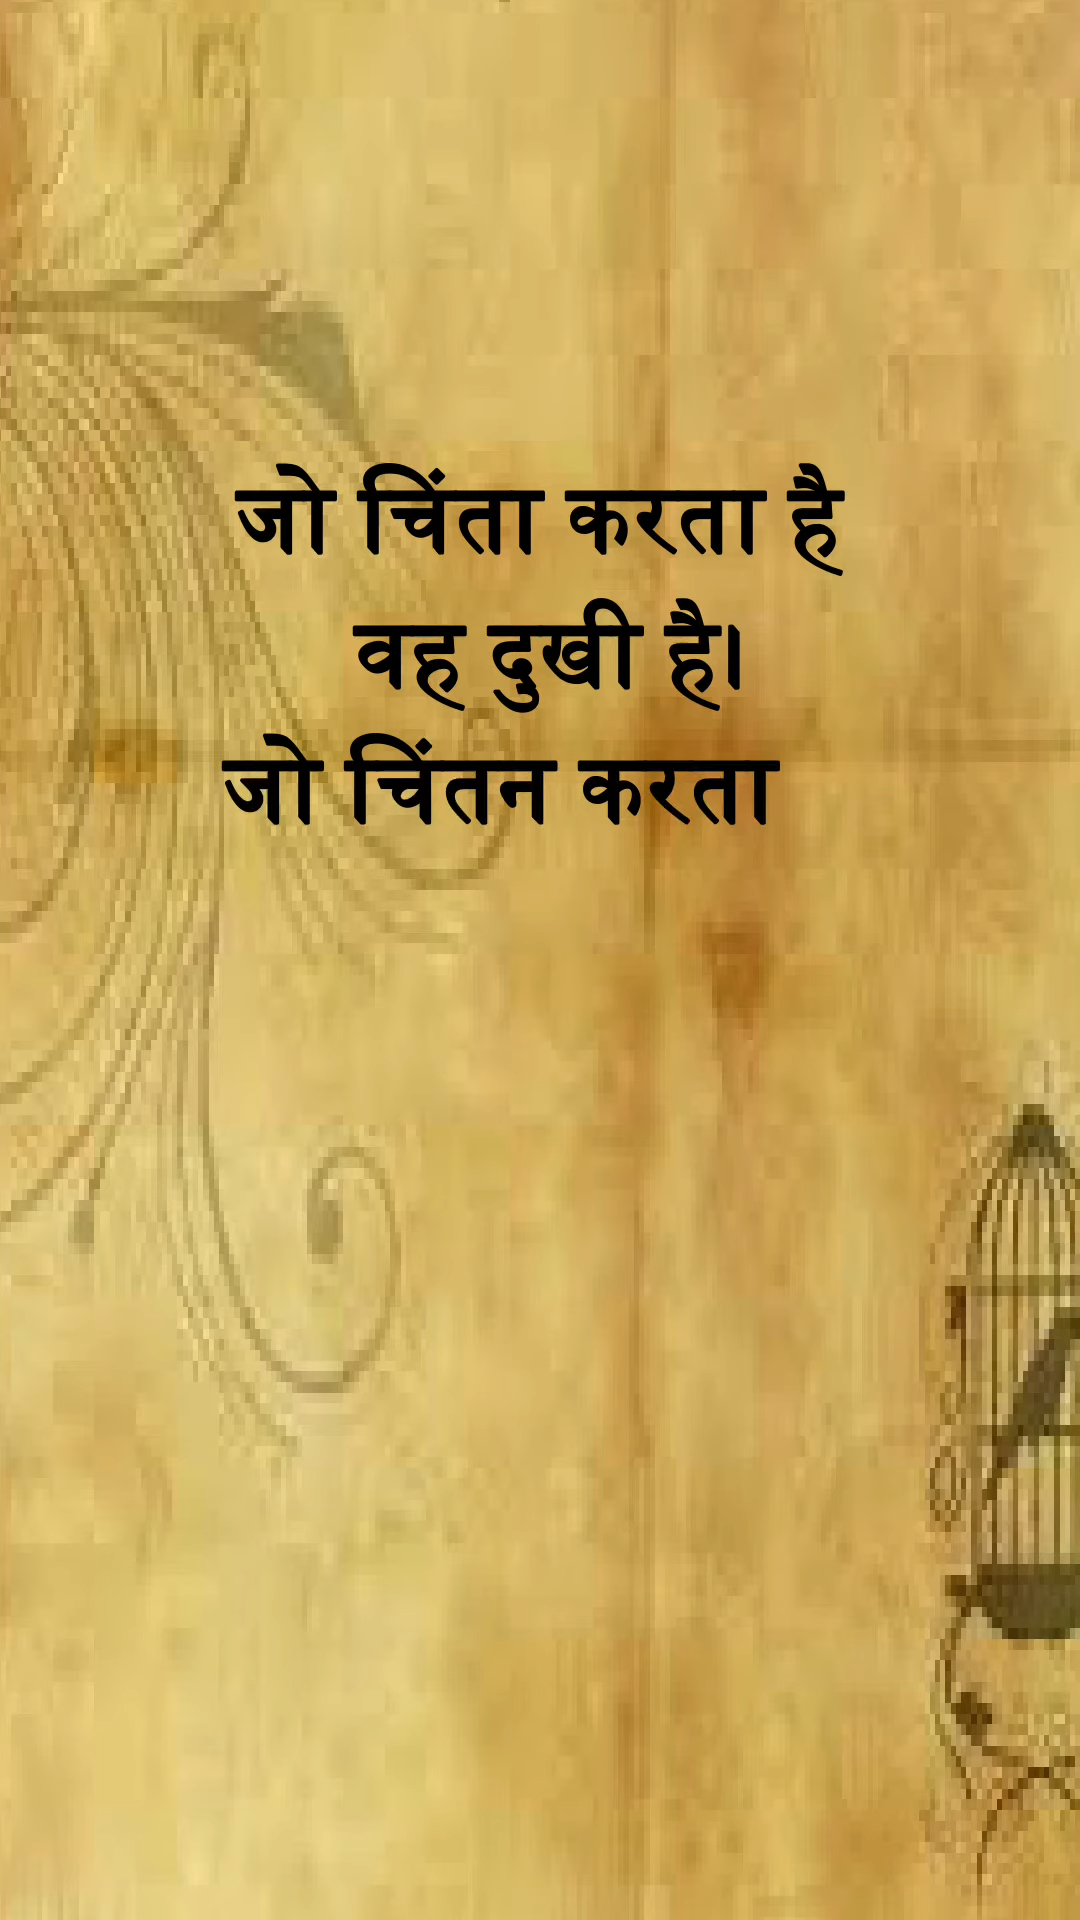 जो चिंता करता है
वह दुखी है।
जो चिंतन करता